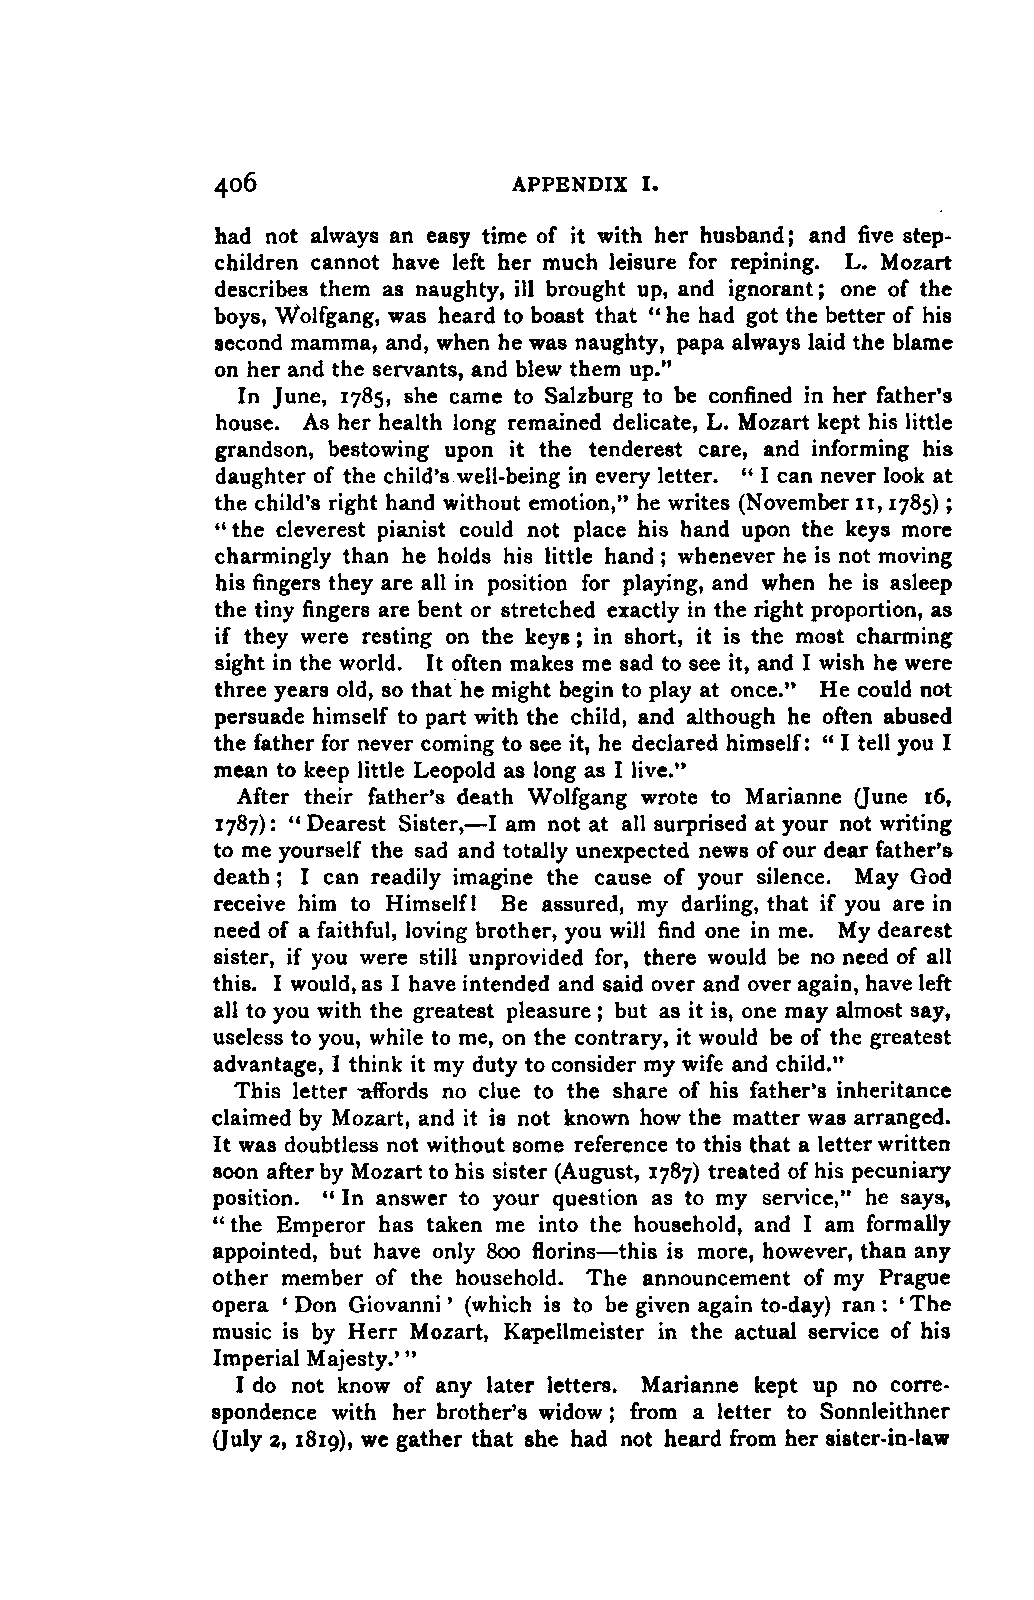 406 APPENDIX I.
had not always an easy time of it with her husband; and five step-
children cannot have left her much leisure for repining. L. Mozart
describes them as naughty, ill brought up, and ignorant; one of the
boys, Wolfgang, was heard to boast that "he had got the better of his
second mamma, and, when he was naughty, papa always laid the blame
on her and the servants, and blew them up."
In June, 1785, she came to Salzburg to be confined in her father's
house. As her health long remained delicate, L. Mozart kept his little
grandson, bestowing upon it the tenderest care, and informing his
daughter of the child's well-being in every letter. "I can never look at
the child's right hand without emotion," he writes (November 11, 1785);
"the cleverest pianist could not place his hand upon the keys more
charmingly than he holds his little hand; whenever he is not moving
his fingers they are all in position for playing, and when he is asleep
the tiny fingers are bent or stretched exactly in the right proportion, as
if they were resting on the keys; in short, it is the most charming
sight in the world. It often makes me sad to see it, and I wish he were
three years old, so that he might begin to play at once." He could not
persuade himself to part with the child, and although he often abused
the father for never coming to see it, he declared himself: "I tell you I
mean to keep little Leopold as long as I live."
After their father's death Wolfgang wrote to Marianne (June 16,
1787): "Dearest Sister,—I am not at all surprised at your not writing
to me yourself the sad and totally unexpected news of our dear father's
death; I can readily imagine the cause of your silence. May God
receive him to Himself! Be assured, my darling, that if you are in
need of a faithful, loving brother, you will find one in me. My dearest
sister, if you were still unprovided for, there would be no need of all
this. I would, as I have intended and said over and over again, have left
all to you with the greatest pleasure; but as it is, one may almost say,
useless to you, while to me, on the contrary, it would be of the greatest
advantage, I think it my duty to consider my wife and child."
This letter affords no clue to the share of his father's inheritance
claimed by Mozart, and it is not known how the matter was arranged.
It was doubtless not without some reference to this that a letter written
soon after by Mozart to his sister (August, 1787) treated of his pecuniary
position. "In answer to your question as to my service," he says,
"the Emperor has taken me into the household, and I am formally
appointed, but have only 800 florins—this is more, however, than any
other member of the household. The announcement of my Prague
opera 'Don Giovanni' (which is to be given again to-day) ran: 'The
music is by Herr Mozart, Kapellmeister in the actual service of his
Imperial Majesty.'"
I do not know of any later letters. Marianne kept up no corre-
spondence with her brother's widow; from a letter to Sonnleithner
(July 2, 1819), we gather that she had not heard from her sister-in-law